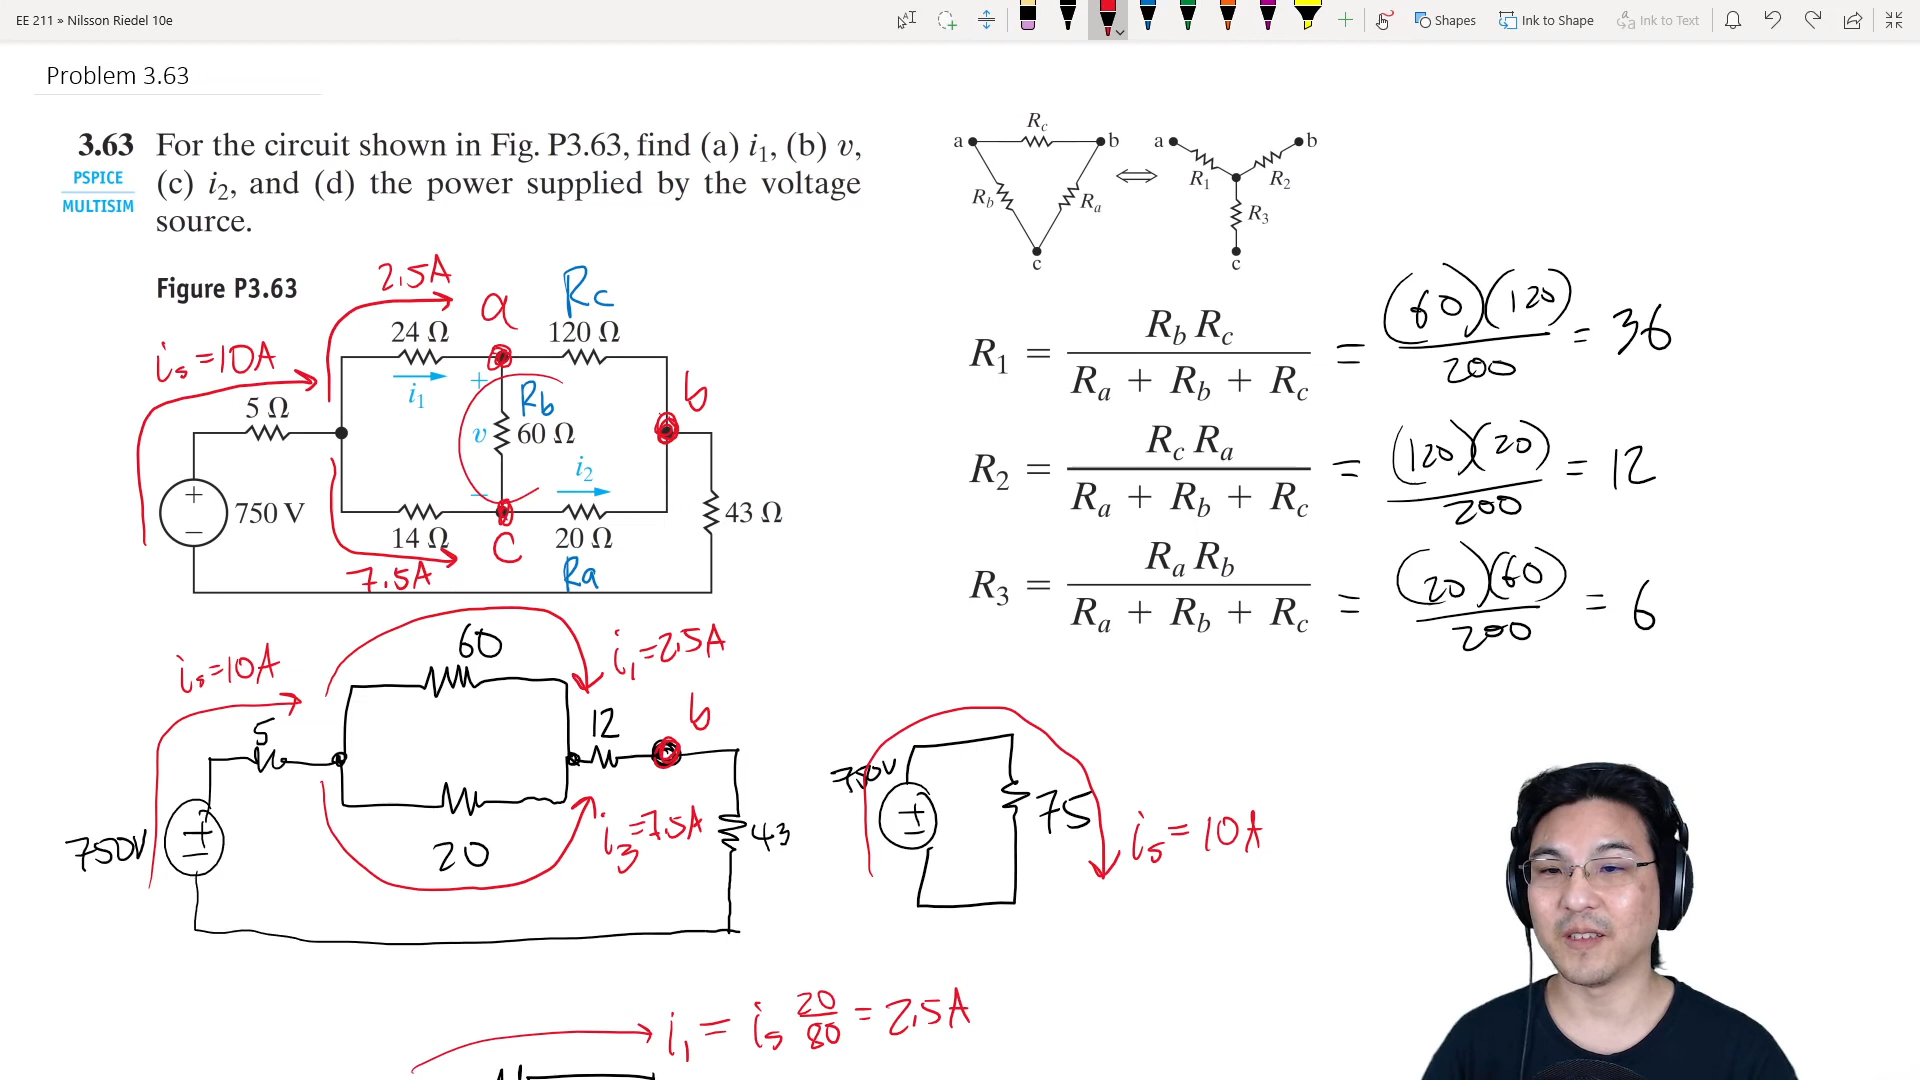 EE 211 » Nilsson Riedel 10e
Shapes
Ink to Shape
Ink to Text
Problem 3.63
3.63 For the circuit shown in Fig. P3.63, find (a) i₁, (b) v,
PSPICE
MULTISIM
(c) i₂, and (d) the power supplied by the voltage
source.
Figure P3.63
2.5A
a
Rc
24 Ω
120 Ω
is = 10A
i₁
+
Rb
b
5 Ω
v
60 Ω
i₂
−
+
−
750 V
43 Ω
14 Ω
c
20 Ω
7.5A
Ra
a
Rc
b
Rb
Ra
c
a
b
R₁
R₂
R₃
c
R₁ = Rb Rc / Ra + Rb + Rc = (60)(120) / 200 = 36
R₂ = Rc Ra / Ra + Rb + Rc = (120)(20) / 200 = 12
R₃ = Ra Rb / Ra + Rb + Rc = (20)(60) / 200 = 6
60
is = 10A
i₁ = 2.5A
b
5
12
750V
+
−
20
i₃ = 7.5A
43
750V
+
−
75
is = 10A
i₁ = is 20/80 = 2.5A